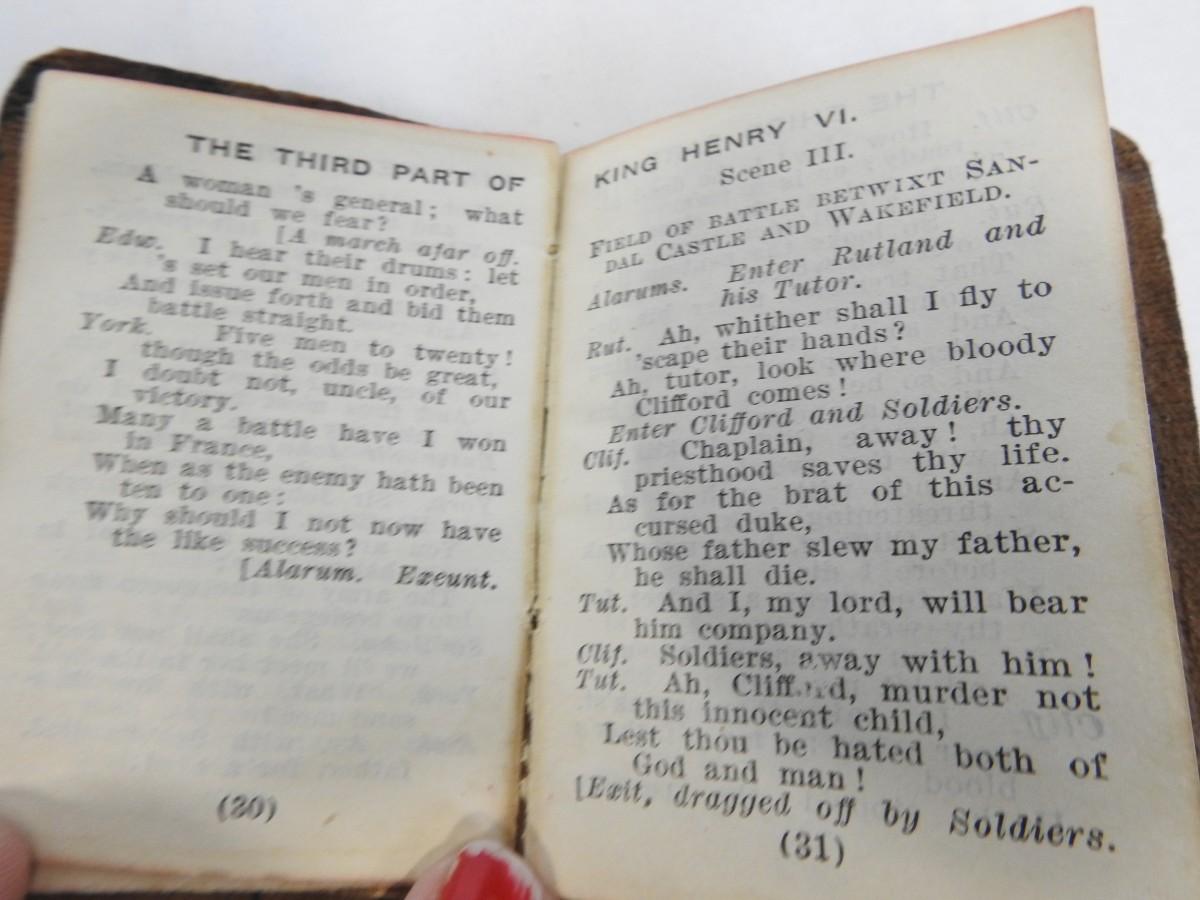 THE THIRD PART OF
A woman 's general; what
should we fear?
[A march afar off.
Edw. I hear their drums: let
's set our men in order,
And issue forth and bid them
battle straight.
York. Five men to twenty!
though the odds be great,
I doubt not, uncle, of our
victory.
Many a battle have I won
in France,
When as the enemy hath been
ten to one:
Why should I not now have
the like success?
[Alarum. Exeunt.
(30)
KING HENRY VI.
Scene III.
FIELD OF BATTLE BETWIXT SAN-
DAL CASTLE AND WAKEFIELD.
Alarums. Enter Rutland and
his Tutor.
Rut. Ah, whither shall I fly to
'scape their hands?
Ah, tutor, look where bloody
Clifford comes!
Enter Clifford and Soldiers.
Clif. Chaplain, away! thy
priesthood saves thy life.
As for the brat of this ac-
cursed duke,
Whose father slew my father,
he shall die.
Tut. And I, my lord, will bear
him company.
Clif. Soldiers, away with him!
Tut. Ah, Clifford, murder not
this innocent child,
Lest thou be hated both of
God and man!
[Exit, dragged off by Soldiers.
(31)